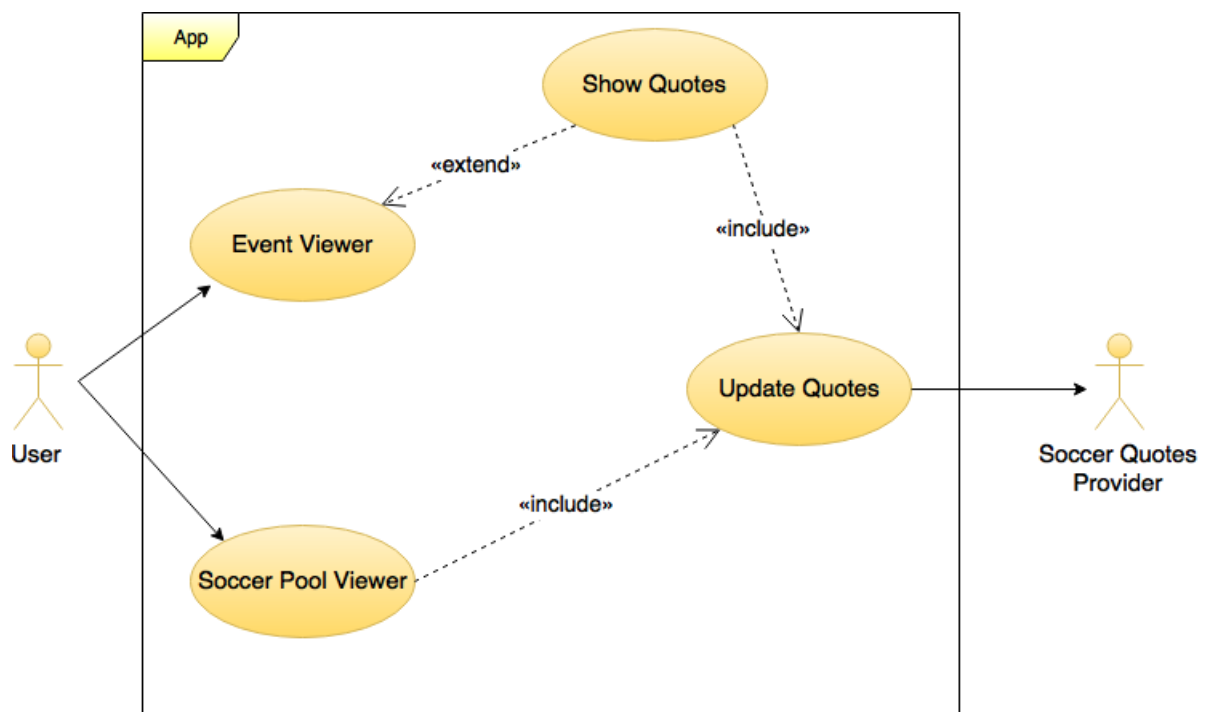 App
Show Quotes
«extend»
Event Viewer
«include»
Update Quotes
User
Soccer Quotes
Provider
«include»
Soccer Pool Viewer